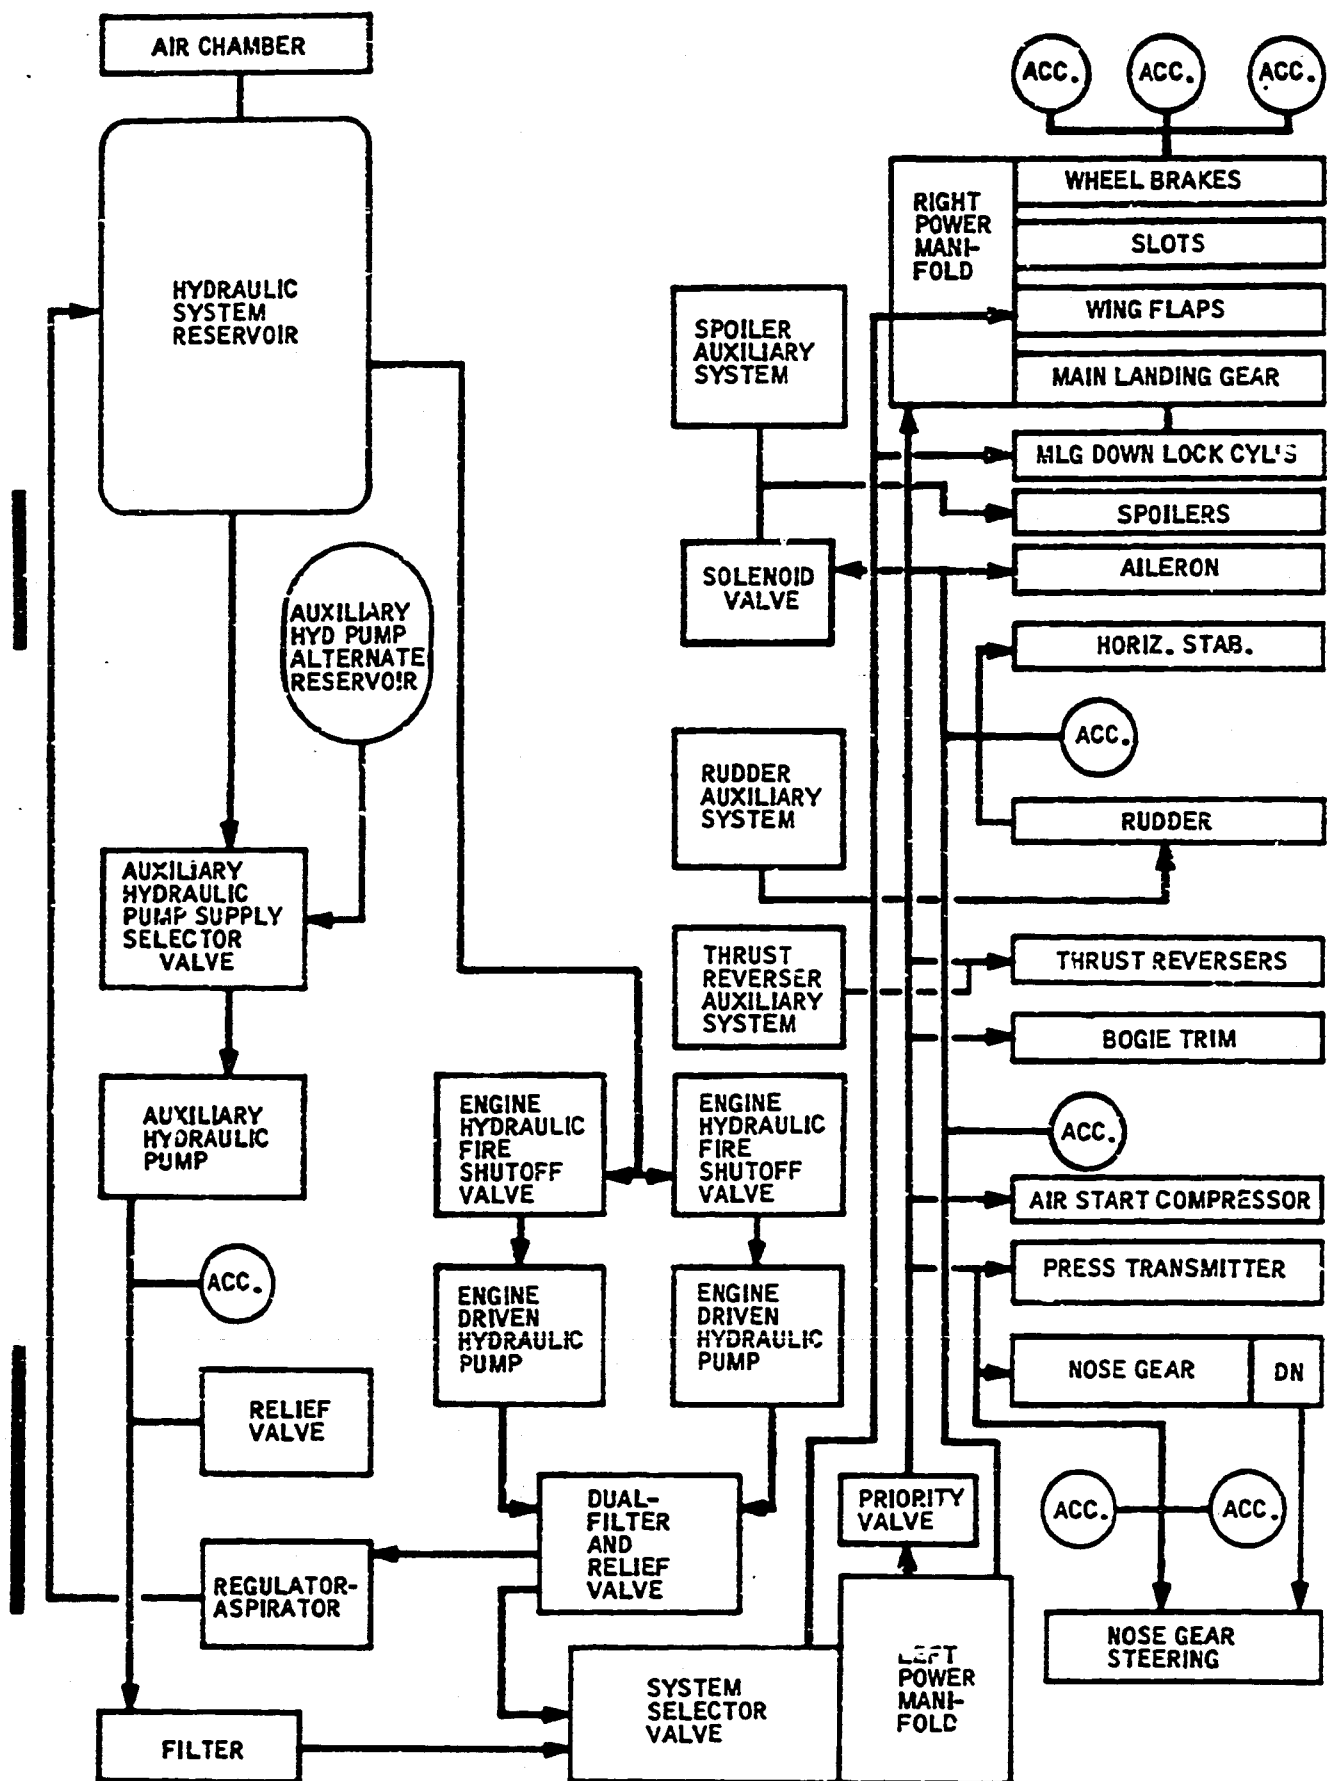 AIR CHAMBER
HYDRAULIC
SYSTEM
RESERVOIR
AUXILIARY
HYD PUMP
ALTERNATE
RESERVOIR
AUXILIARY
HYDRAULIC
PUMP SUPPLY
SELECTOR
VALVE
AUXILIARY
HYDRAULIC
PUMP
ACC.
RELIEF
VALVE
REGULATOR-
ASPIRATOR
FILTER
ENGINE
HYDRAULIC
FIRE
SHUTOFF
VALVE
ENGINE
HYDRAULIC
FIRE
SHUTOFF
VALVE
ENGINE
DRIVEN
HYDRAULIC
PUMP
ENGINE
DRIVEN
HYDRAULIC
PUMP
DUAL-
FILTER
AND
RELIEF
VALVE
SYSTEM
SELECTOR
VALVE
LEFT
POWER
MANI-
FOLD
PRIORITY
VALVE
SPOILER
AUXILIARY
SYSTEM
SOLENOID
VALVE
RUDDER
AUXILIARY
SYSTEM
THRUST
REVERSER
AUXILIARY
SYSTEM
ACC.
ACC.
ACC.
RIGHT
POWER
MANI-
FOLD
WHEEL BRAKES
SLOTS
WING FLAPS
MAIN LANDING GEAR
MLG DOWN LOCK CYL'S
SPOILERS
AILERON
HORIZ. STAB.
ACC.
RUDDER
THRUST REVERSERS
BOGIE TRIM
ACC.
AIR START COMPRESSOR
PRESS TRANSMITTER
NOSE GEAR
DN
ACC.
ACC.
NOSE GEAR
STEERING